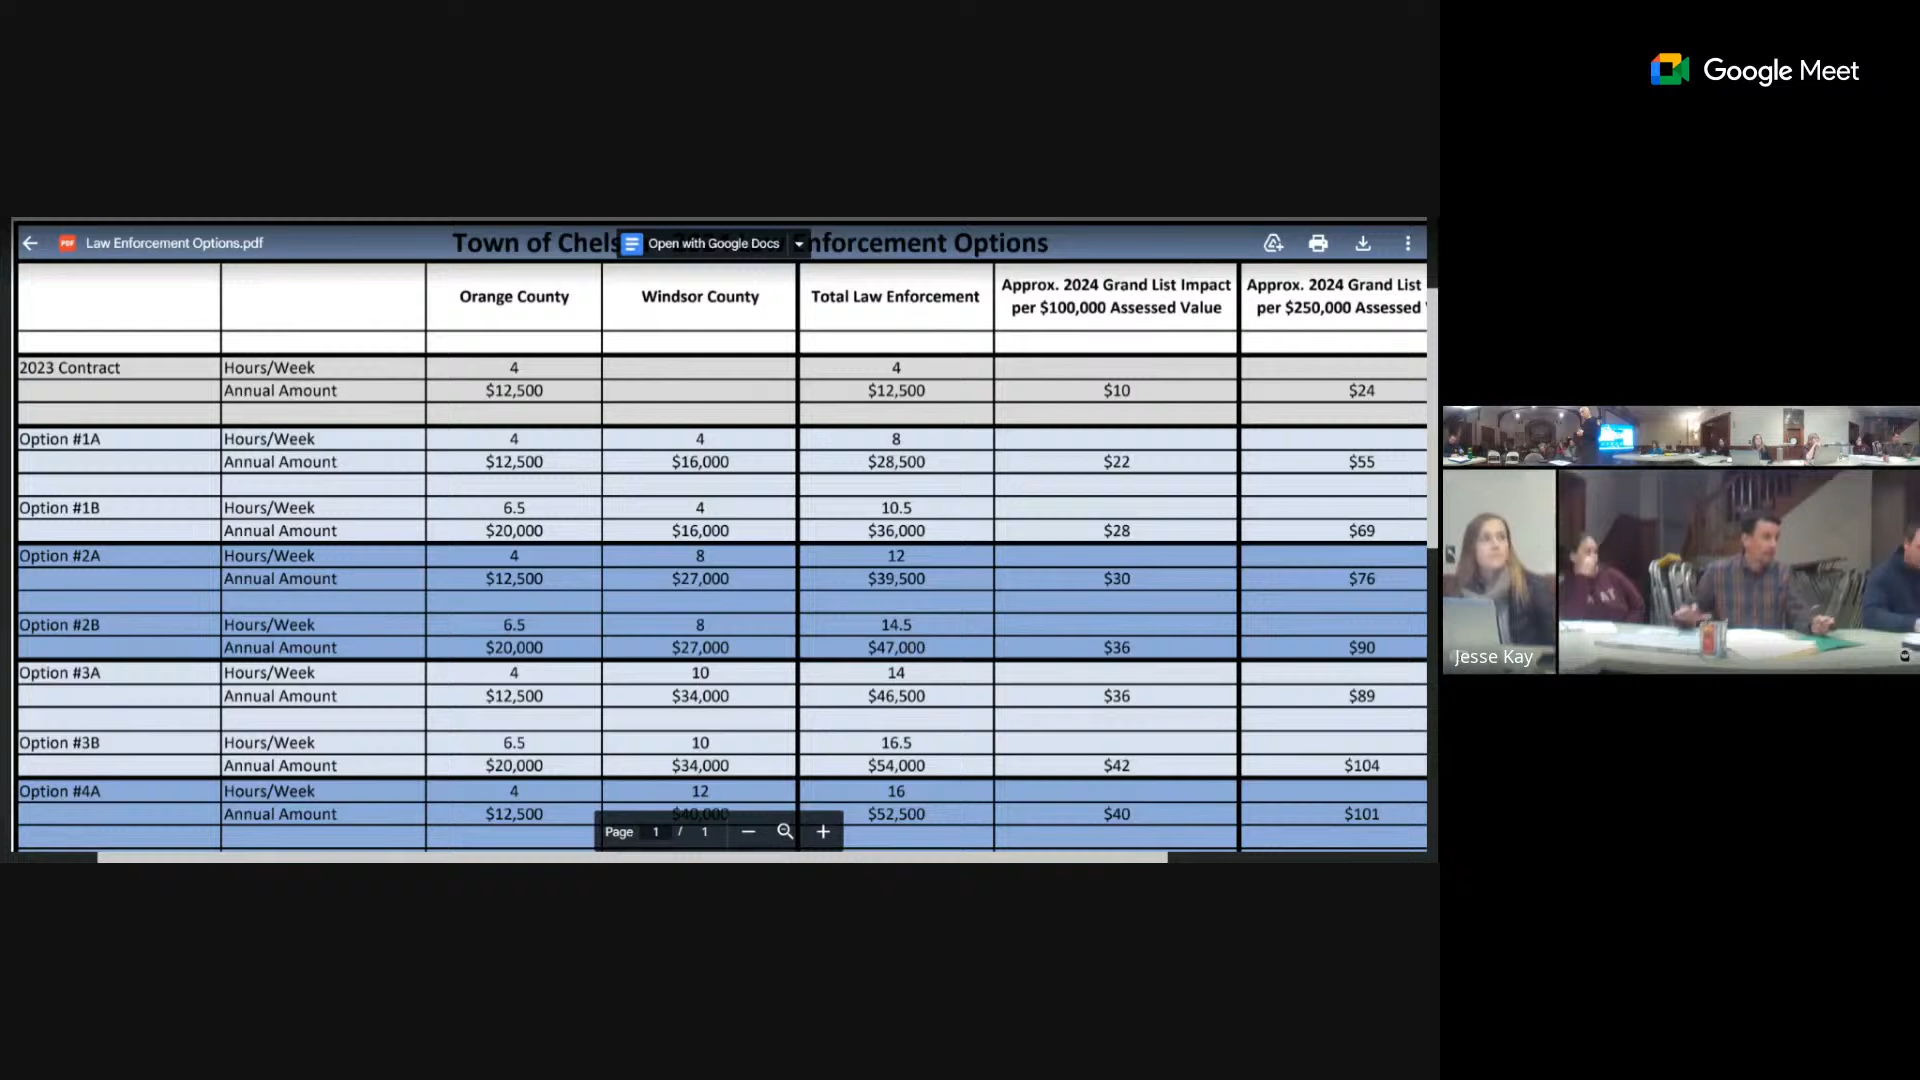 Google Meet
Law Enforcement Options.pdf
Town of Chels
Open with Google Docs
nforcement Options
Orange County Windsor County Total Law Enforcement Approx. 2024 Grand List Impact per $100,000 Assessed Value Approx. 2024 Grand List per $250,000 Assessed
2023 Contract Hours/Week 4 4
Annual Amount $12,500 $12,500 $10 $24
Option #1A Hours/Week 4 4 8
Annual Amount $12,500 $16,000 $28,500 $22 $55
Option #1B Hours/Week 6.5 4 10.5
Annual Amount $20,000 $16,000 $36,000 $28 $69
Option #2A Hours/Week 4 8 12
Annual Amount $12,500 $27,000 $39,500 $30 $76
Option #2B Hours/Week 6.5 8 14.5
Annual Amount $20,000 $27,000 $47,000 $36 $90
Option #3A Hours/Week 4 10 14
Annual Amount $12,500 $34,000 $46,500 $36 $89
Option #3B Hours/Week 6.5 10 16.5
Annual Amount $20,000 $34,000 $54,000 $42 $104
Option #4A Hours/Week 4 12 16
Annual Amount $12,500 $40,000 $52,500 $40 $101
Page 1 / 1
Jesse Kay